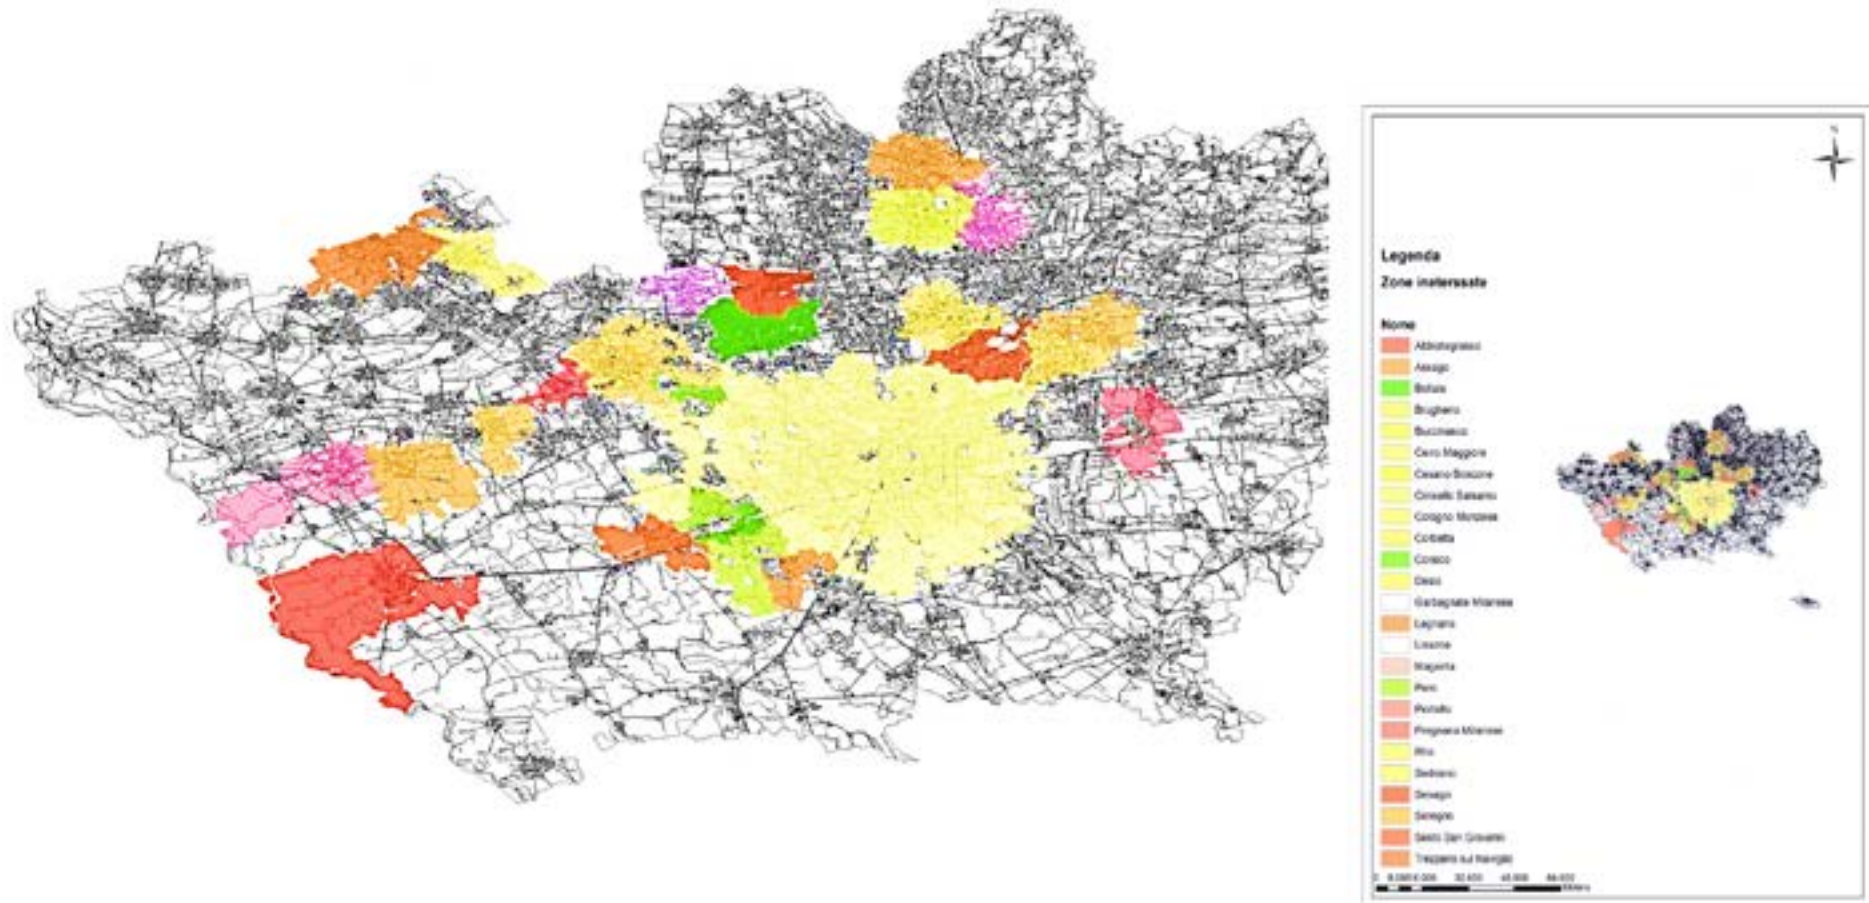 N
Legenda
Zone ineterssate
Nome
Abbiategrasso
Assago
Bollate
Brugherio
Buccinasco
Cerro Maggiore
Cesano Boscone
Cinisello Balsamo
Cologno Monzese
Corbetta
Corsico
Desio
Garbagnate Milanese
Legnano
Lissone
Magenta
Pero
Pioltello
Pregnana Milanese
Rho
Sedriano
Senago
Seregno
Sesto San Giovanni
Trezzano sul Naviglio